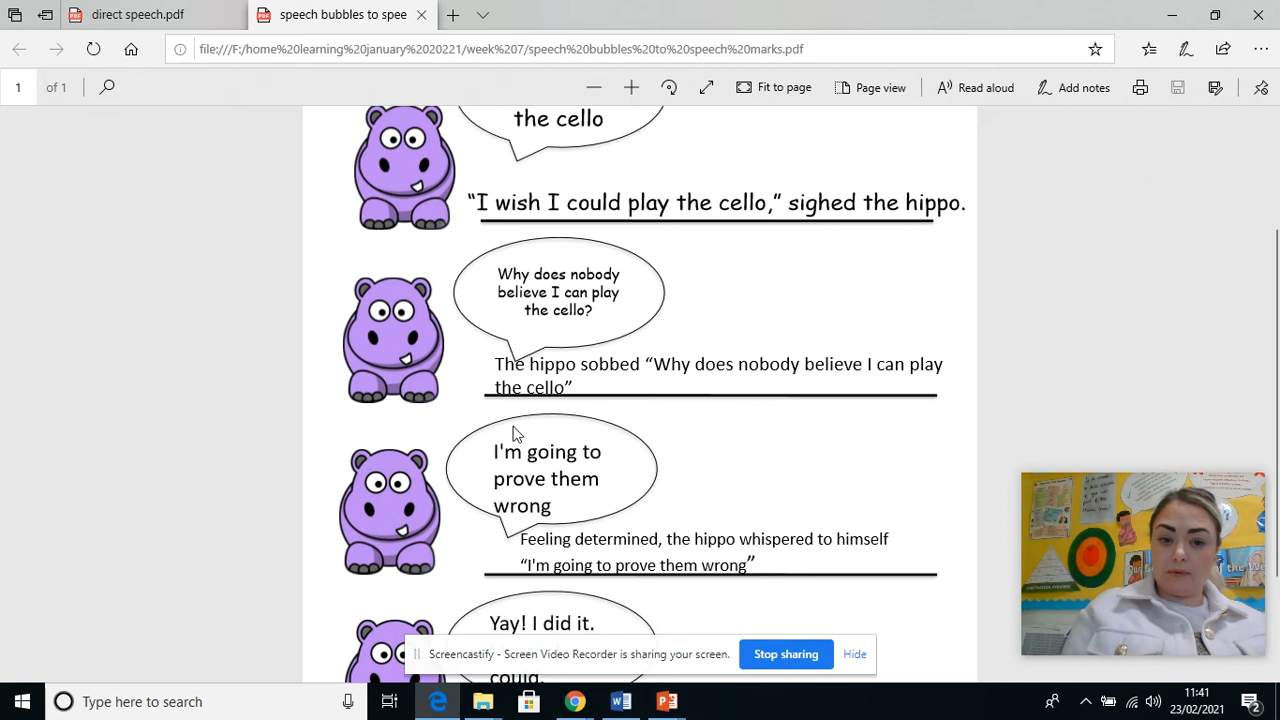 direct speech.pdf
speech bubbles to spee
file:///F:/home%20learning%20january%2020221/week%207/speech%20bubbles%20to%20speech%20marks.pdf
1 of 1
Fit to page
Page view
Read aloud
Add notes
the cello
“I wish I could play the cello,” sighed the hippo.
Why does nobody
believe I can play
the cello?
The hippo sobbed “Why does nobody believe I can play
the cello”
I'm going to
prove them
wrong
Feeling determined, the hippo whispered to himself
“I'm going to prove them wrong”
Yay! I did it.
could.
Screencastify - Screen Video Recorder is sharing your screen.
Stop sharing
Hide
Type here to search
11:41
23/02/2021
2